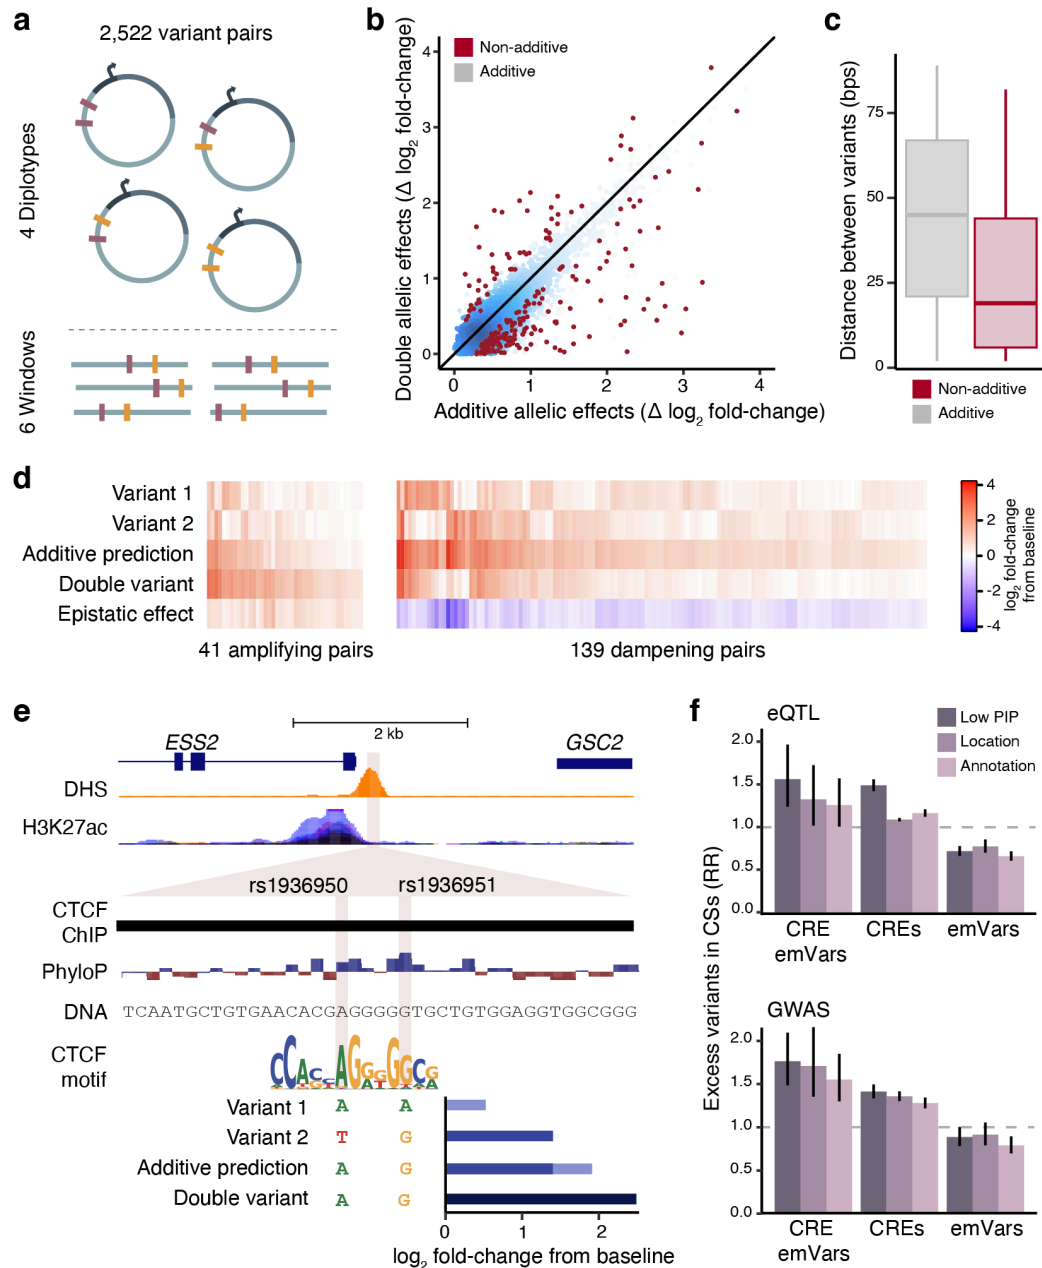 a
2,522 variant pairs
4 Diplotypes
6 Windows
b
Non-additive
Additive
Double allelic effects (Δ log2 fold-change)
4
3
2
1
0
0 1 2 3 4
Additive allelic effects (Δ log2 fold-change)
c
Distance between variants (bps)
75
50
25
0
Non-additive
Additive
d
Variant 1
Variant 2
Additive prediction
Double variant
Epistatic effect
41 amplifying pairs
139 dampening pairs
4
2
0
-2
-4
log2 fold-change
from baseline
e
2 kb
ESS2
GSC2
DHS
H3K27ac
rs1936950
rs1936951
CTCF
ChIP
PhyloP
DNA
TCAATGCTGTGAACACGAGGGGGTGCTGTGGAGGTGGCGGG
CTCF
motif
Variant 1 A A
Variant 2 T G
Additive prediction A G
Double variant A G
0 1 2
log2 fold-change from baseline
f
eQTL
Low PIP
Location
Annotation
Excess variants in CSs (RR)
2.0
1.5
1.0
0.5
0.0
CRE
emVars
CREs
emVars
GWAS
2.0
1.5
1.0
0.5
0.0
CRE
emVars
CREs
emVars